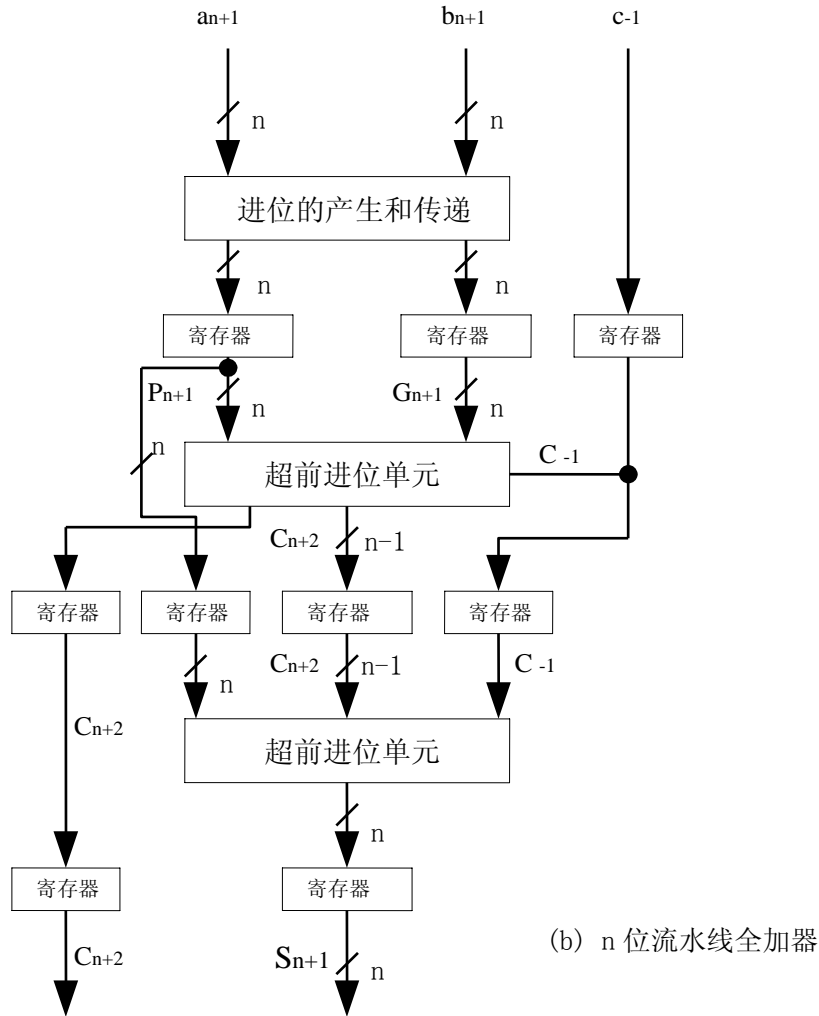 an+1 bn+1 c-1
n n
进位的产生和传递
n n
寄存器 寄存器 寄存器
Pn+1 n Gn+1 n
n
超前进位单元 C -1
Cn+2 n-1
寄存器 寄存器 寄存器 寄存器
n Cn+2 n-1 C -1
Cn+2
超前进位单元
n
寄存器 寄存器
Cn+2 Sn+1 n
(b) n 位流水线全加器